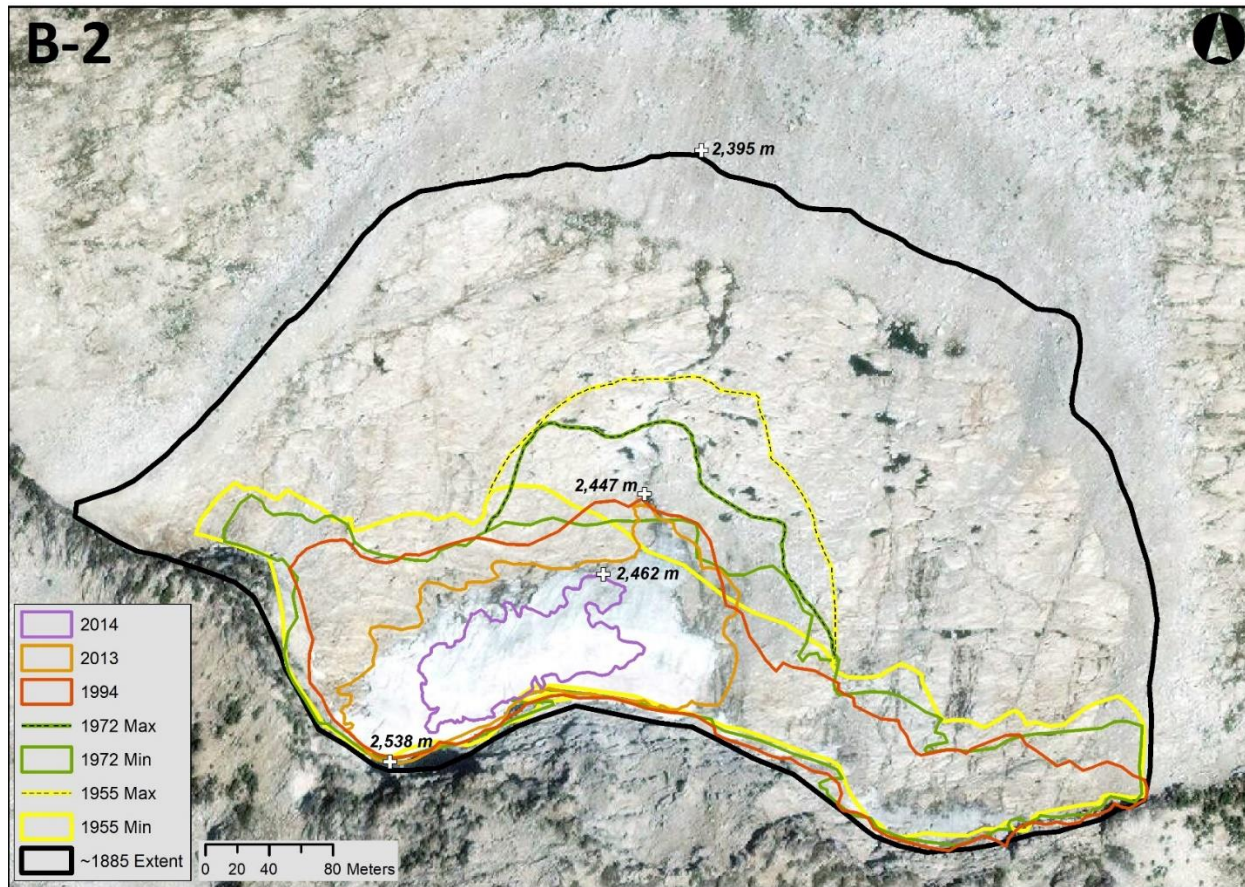 B-2
2,395 m
2,447 m
2,462 m
2,538 m
2014
2013
1994
1972 Max
1972 Min
1955 Max
1955 Min
~1885 Extent
0 20 40 80 Meters